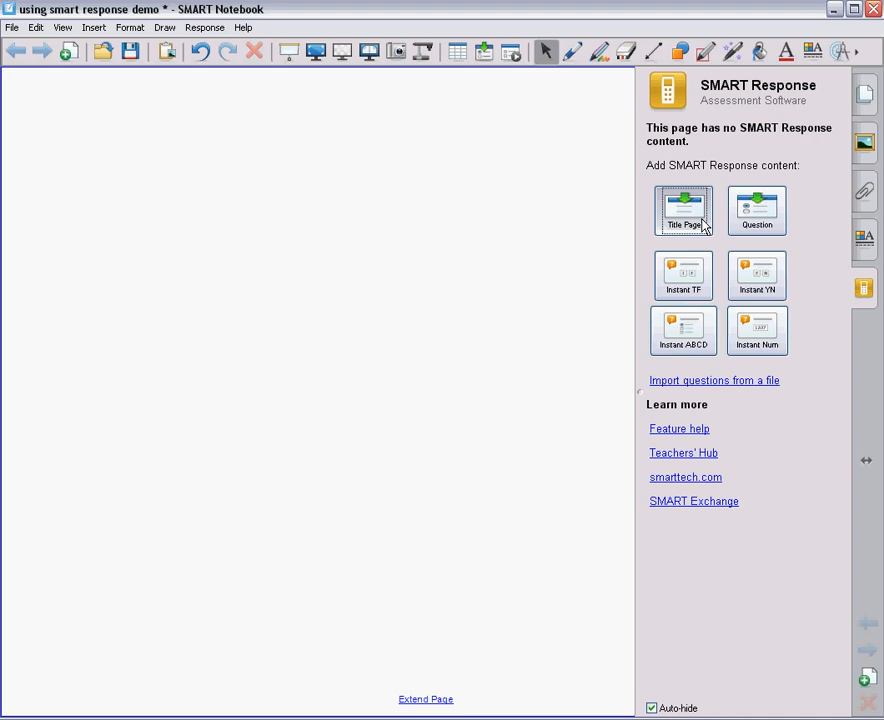 using smart response demo * - SMART Notebook
File Edit View Insert Format Draw Response Help
SMART Response
Assessment Software
This page has no SMART Response
content.
Add SMART Response content:
Title Page Question
Instant TF Instant YN
Instant ABCD Instant Num
Import questions from a file
Learn more
Feature help
Teachers' Hub
smarttech.com
SMART Exchange
Extend Page
Auto-hide